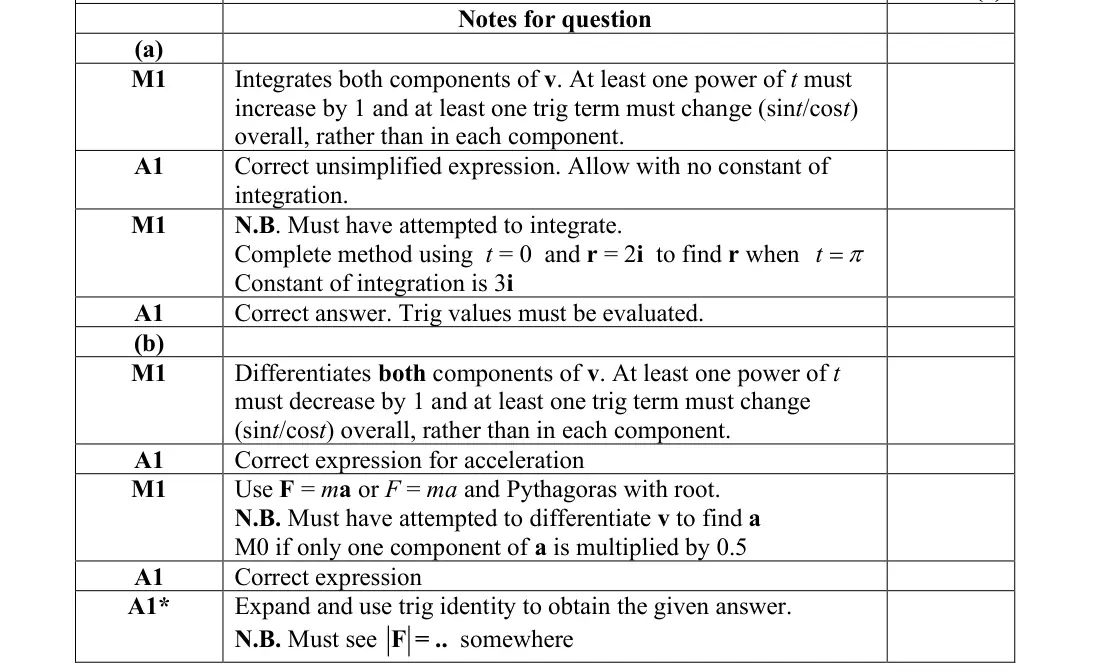 Notes for question
(a)
M1 Integrates both components of v. At least one power of t must
increase by 1 and at least one trig term must change (sint/cost)
overall, rather than in each component.
A1 Correct unsimplified expression. Allow with no constant of
integration.
M1 N.B. Must have attempted to integrate.
Complete method using t = 0 and r = 2i to find r when t = π
Constant of integration is 3i
A1 Correct answer. Trig values must be evaluated.
(b)
M1 Differentiates both components of v. At least one power of t
must decrease by 1 and at least one trig term must change
(sint/cost) overall, rather than in each component.
A1 Correct expression for acceleration
M1 Use F = ma or F = ma and Pythagoras with root.
N.B. Must have attempted to differentiate v to find a
M0 if only one component of a is multiplied by 0.5
A1 Correct expression
A1* Expand and use trig identity to obtain the given answer.
N.B. Must see |F| = .. somewhere